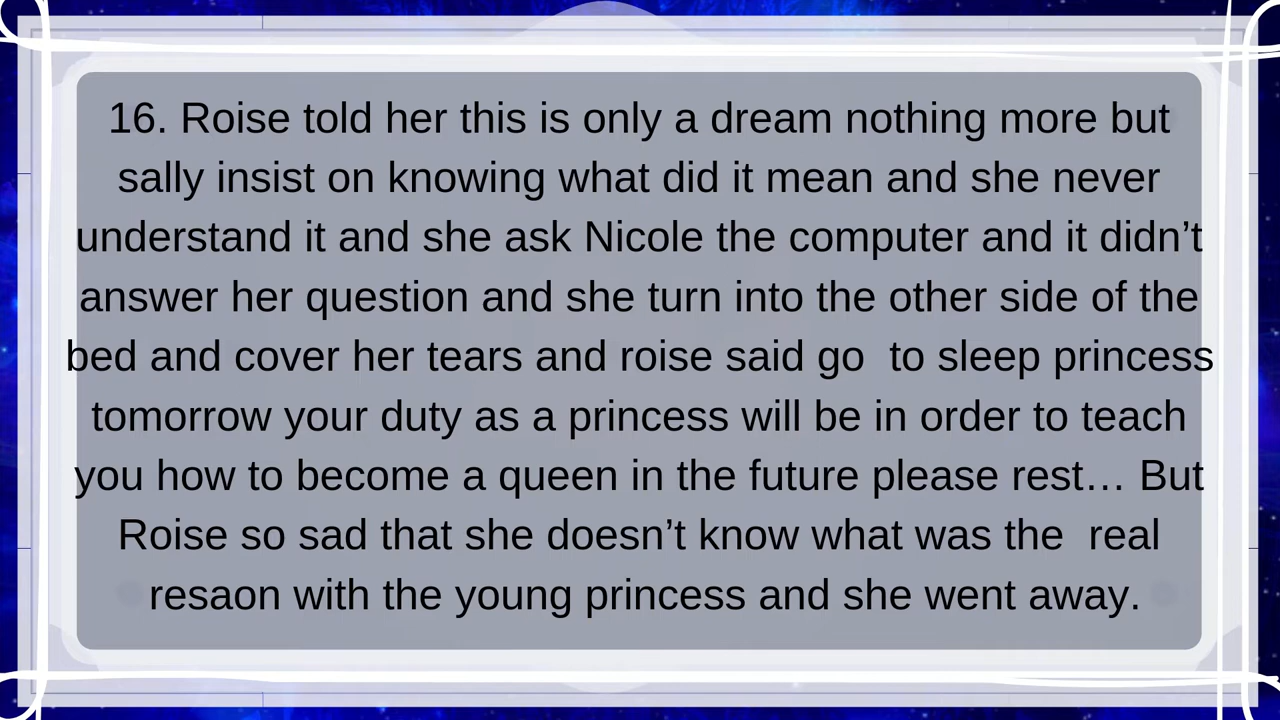 16. Roise told her this is only a dream nothing more but
sally insist on knowing what did it mean and she never
understand it and she ask Nicole the computer and it didn’t
answer her question and she turn into the other side of the
bed and cover her tears and roise said go  to sleep princess
tomorrow your duty as a princess will be in order to teach
you how to become a queen in the future please rest… But
Roise so sad that she doesn’t know what was the  real
resaon with the young princess and she went away.